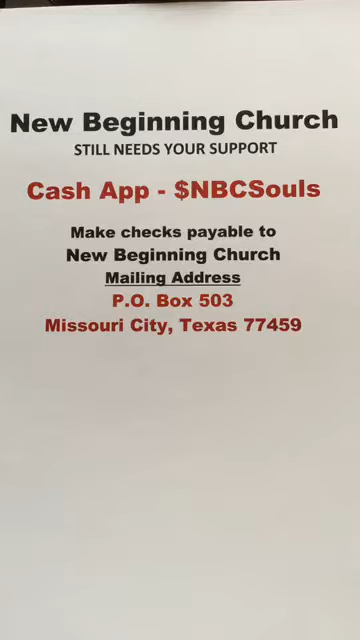 New Beginning Church
STILL NEEDS YOUR SUPPORT
Cash App - $NBCSouls
Make checks payable to
New Beginning Church
Mailing Address
P.O. Box 503
Missouri City, Texas 77459